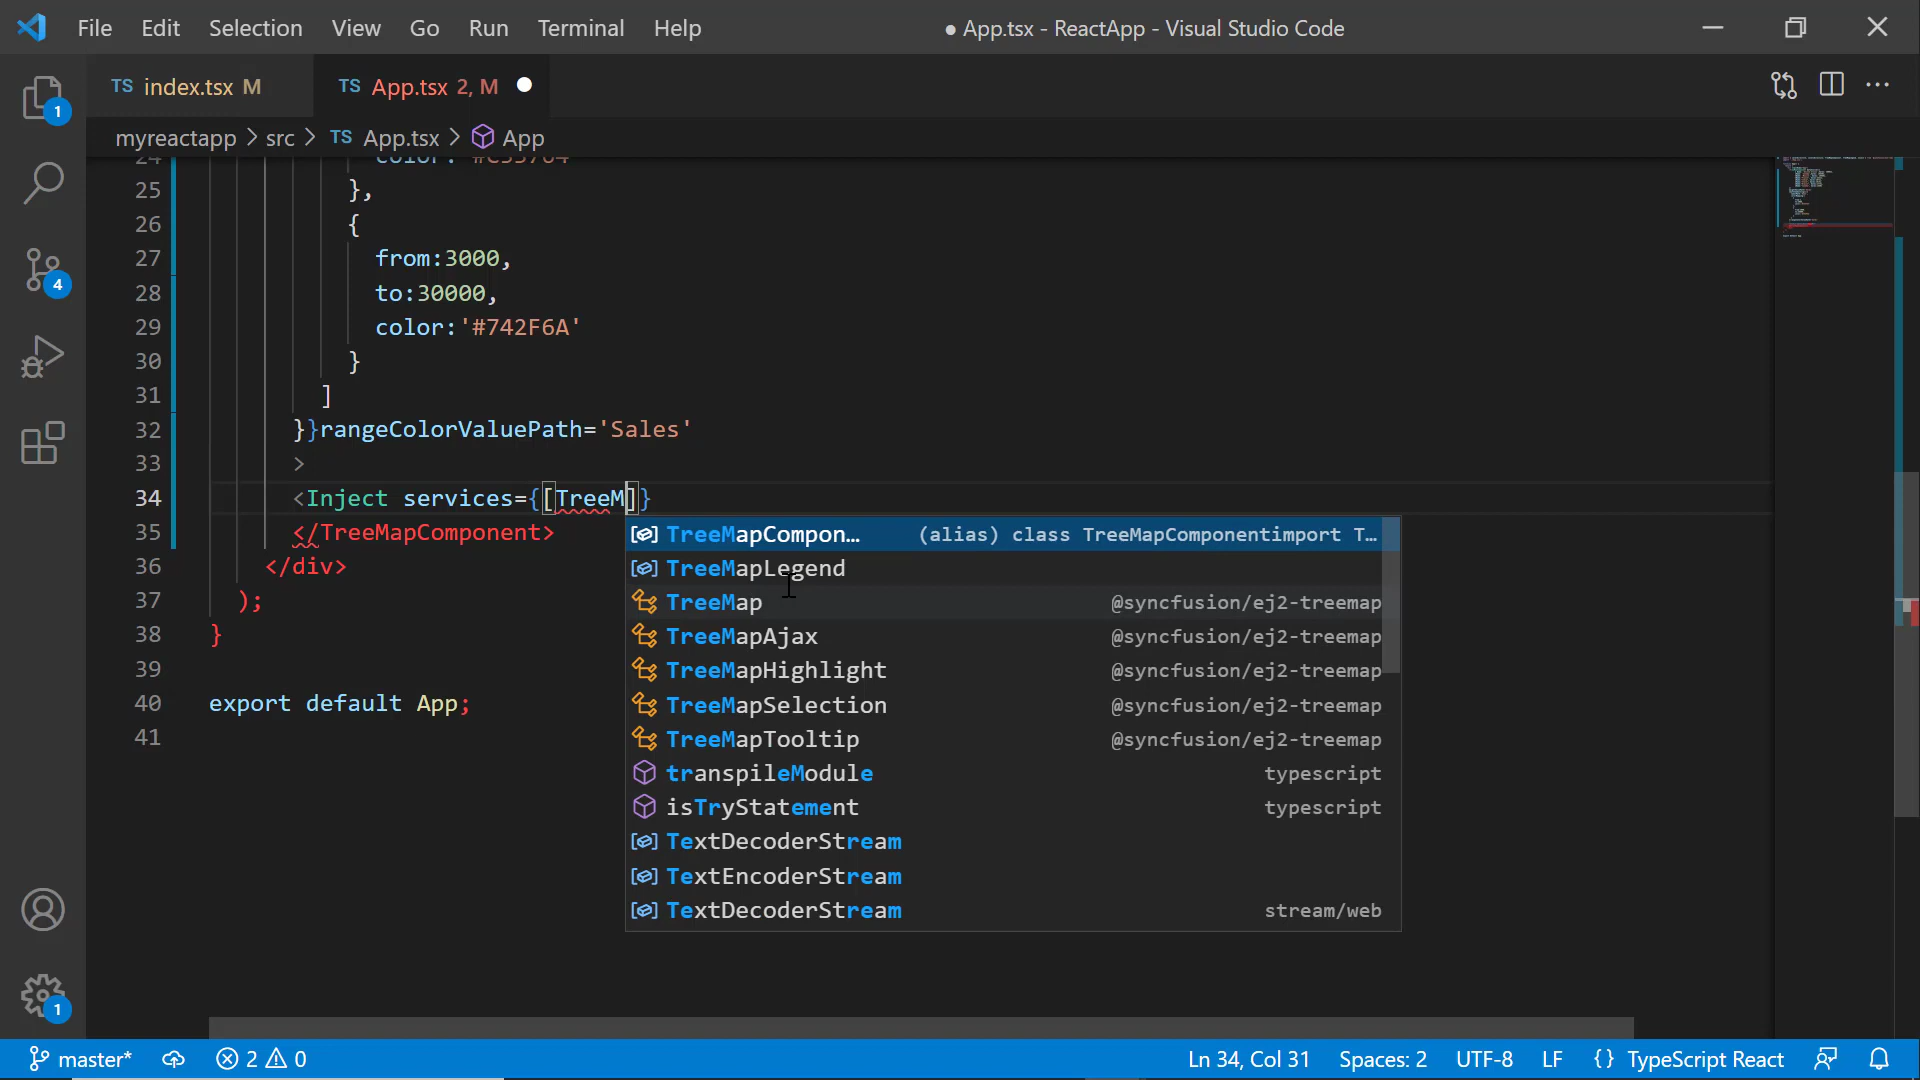 File Edit Selection View Go Run Terminal Help
● App.tsx - ReactApp - Visual Studio Code
TS index.tsx M
TS App.tsx 2, M
myreactapp > src > TS App.tsx > App
24
25 },
26 {
27 from:3000,
28 to:30000,
29 color:'#742F6A'
30 }
31 ]
32 }}rangeColorValuePath='Sales'
33 >
34 <Inject services={[TreeM]}
35 </TreeMapComponent>
36 </div>
37 );
38 }
39
40 export default App;
41
TreeMapCompon… (alias) class TreeMapComponentimport T…
TreeMapLegend
TreeMap @syncfusion/ej2-treemap
TreeMapAjax @syncfusion/ej2-treemap
TreeMapHighlight @syncfusion/ej2-treemap
TreeMapSelection @syncfusion/ej2-treemap
TreeMapTooltip @syncfusion/ej2-treemap
transpileModule typescript
isTryStatement typescript
TextDecoderStream
TextEncoderStream
TextDecoderStream stream/web
1
4
1
master* 2 0 Ln 34, Col 31 Spaces: 2 UTF-8 LF {} TypeScript React